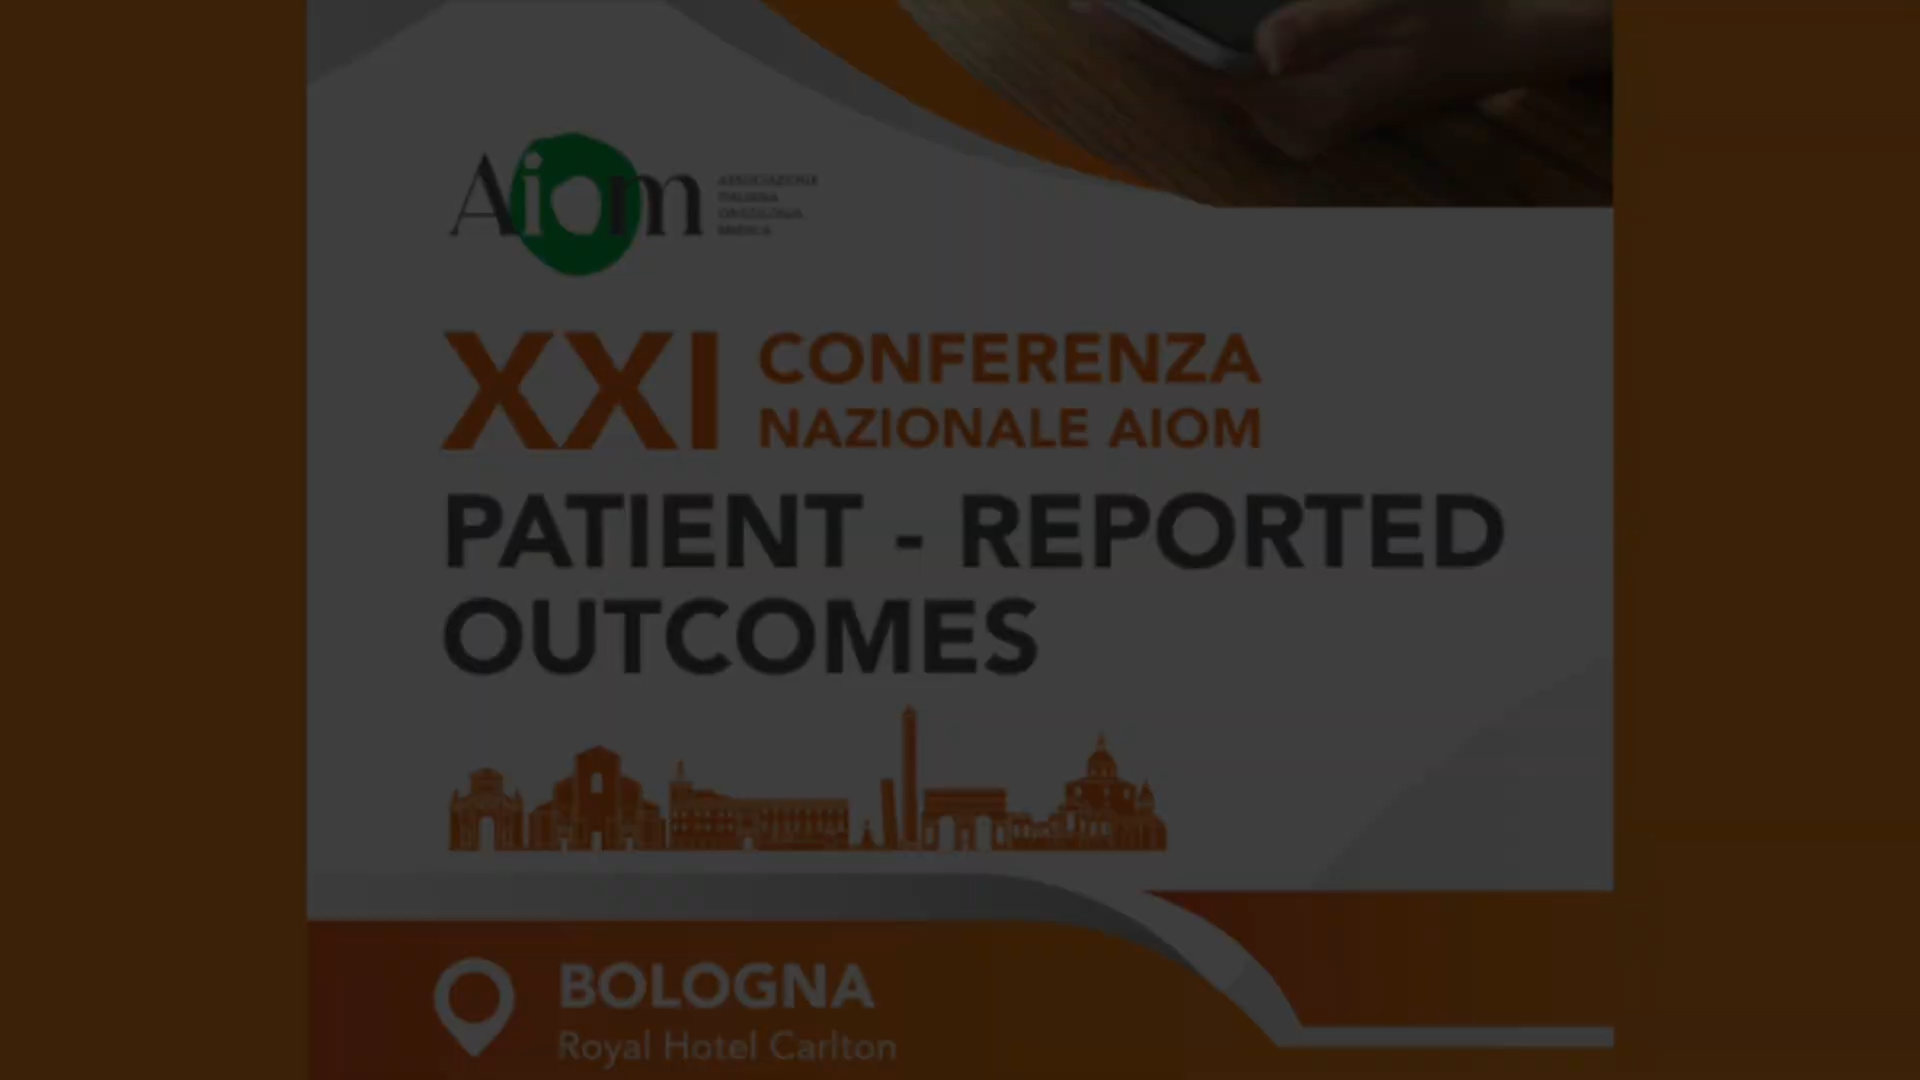 Aiom
ASSOCIAZIONE
ITALIANA
ONCOLOGIA
MEDICA
XXI CONFERENZA
NAZIONALE AIOM
PATIENT - REPORTED
OUTCOMES
BOLOGNA
Royal Hotel Carlton